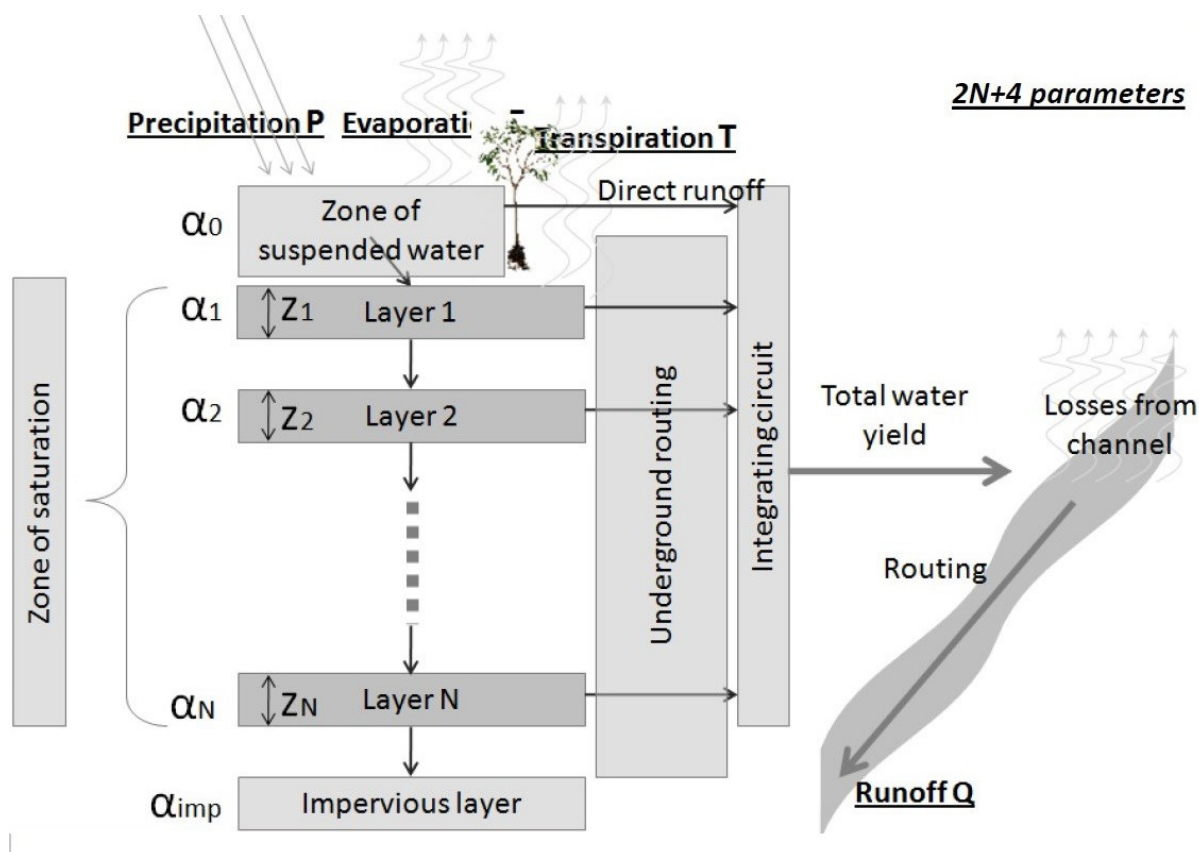 2N+4 parameters
Precipitation P
Transpiration T
Direct runoff
α0
Zone of
suspended water
α1
Z1
Layer 1
α2
Z2
Layer 2
Zone of saturation
Underground routing
Integrating circuit
Total water
yield
Losses from
channel
Routing
αN
ZN
Layer N
αimp
Impervious layer
Runoff Q